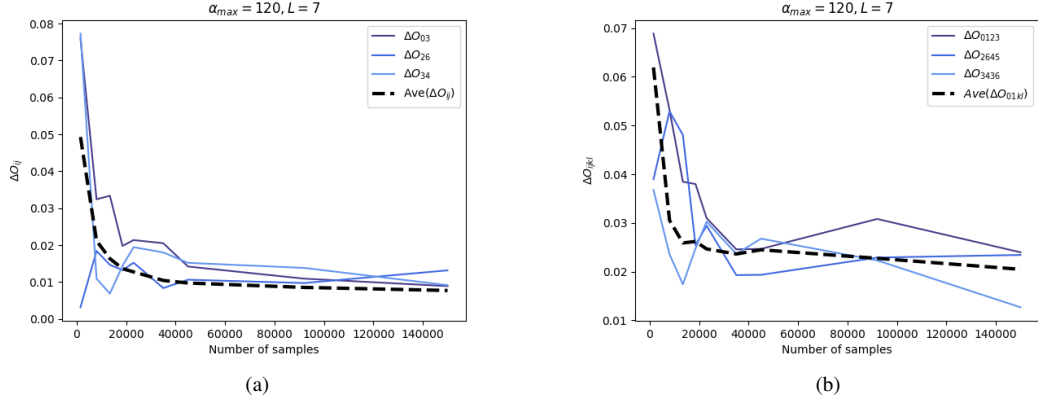 α_max = 120, L = 7
0.08
0.07
0.06
0.05
0.04
0.03
0.02
0.01
0.00
ΔO_ij
ΔO_03
ΔO_26
ΔO_34
Ave(ΔO_ij)
0 20000 40000 60000 80000 100000 120000 140000
Number of samples
(a)
α_max = 120, L = 7
0.07
0.06
0.05
0.04
0.03
0.02
0.01
ΔO_ijkl
ΔO_0123
ΔO_2645
ΔO_3436
Ave(ΔO_01kl)
0 20000 40000 60000 80000 100000 120000 140000
Number of samples
(b)